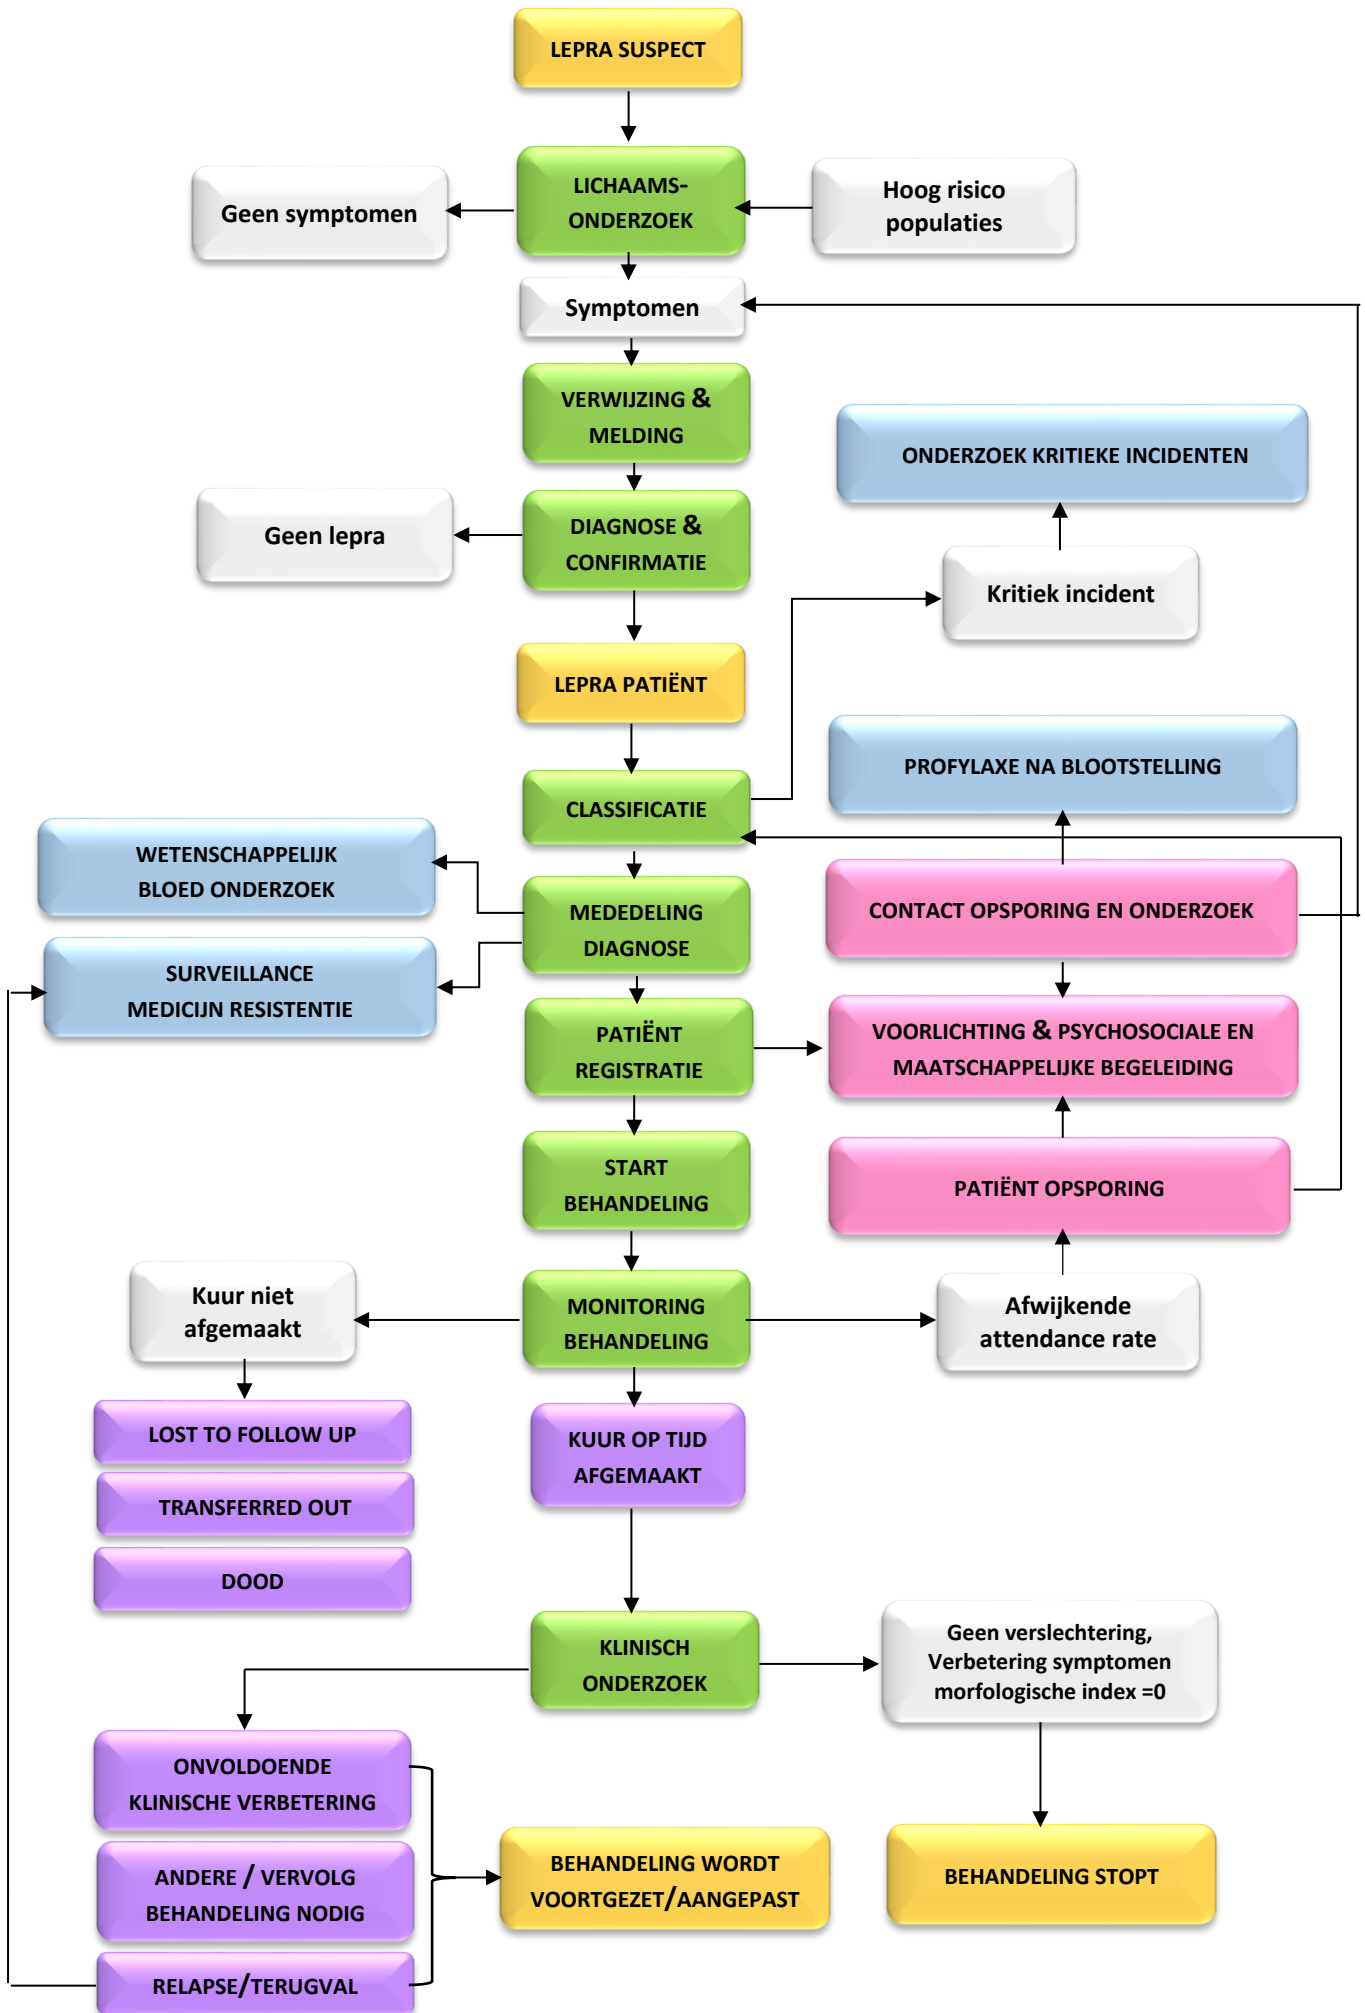 LEPRA SUSPECT
LICHAAMS-
ONDERZOEK
Geen symptomen
Hoog risico
populaties
Symptomen
VERWIJZING &
MELDING
ONDERZOEK KRITIEKE INCIDENTEN
Geen lepra
DIAGNOSE &
CONFIRMATIE
Kritiek incident
LEPRA PATIËNT
PROFYLAXE NA BLOOTSTELLING
CLASSIFICATIE
WETENSCHAPPELIJK
BLOED ONDERZOEK
MEDEDELING
DIAGNOSE
CONTACT OPSPORING EN ONDERZOEK
SURVEILLANCE
MEDICIJN RESISTENTIE
PATIËNT
REGISTRATIE
VOORLICHTING & PSYCHOSOCIALE EN
MAATSCHAPPELIJKE BEGELEIDING
START
BEHANDELING
PATIËNT OPSPORING
Kuur niet
afgemaakt
MONITORING
BEHANDELING
Afwijkende
attendance rate
LOST TO FOLLOW UP
TRANSFERRED OUT
DOOD
KUUR OP TIJD
AFGEMAAKT
KLINISCH
ONDERZOEK
Geen verslechtering,
Verbetering symptomen
morfologische index =0
ONVOLDOENDE
KLINISCHE VERBETERING
ANDERE / VERVOLG
BEHANDELING NODIG
RELAPSE/TERUGVAL
BEHANDELING WORDT
VOORTGEZET/AANGEPAST
BEHANDELING STOPT